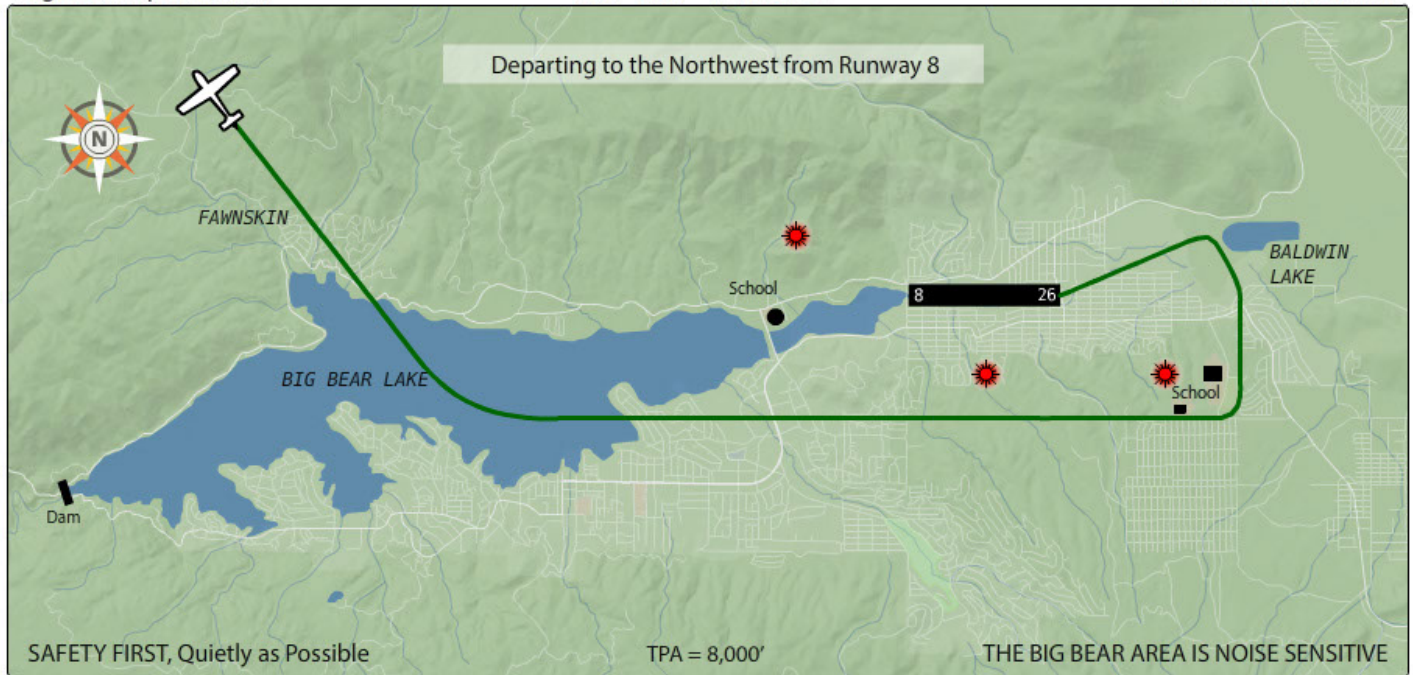 Departing to the Northwest from Runway 8
N
FAWNSKIN
School
8
26
BALDWIN
LAKE
BIG BEAR LAKE
School
Dam
SAFETY FIRST, Quietly as Possible
TPA = 8,000’
THE BIG BEAR AREA IS NOISE SENSITIVE